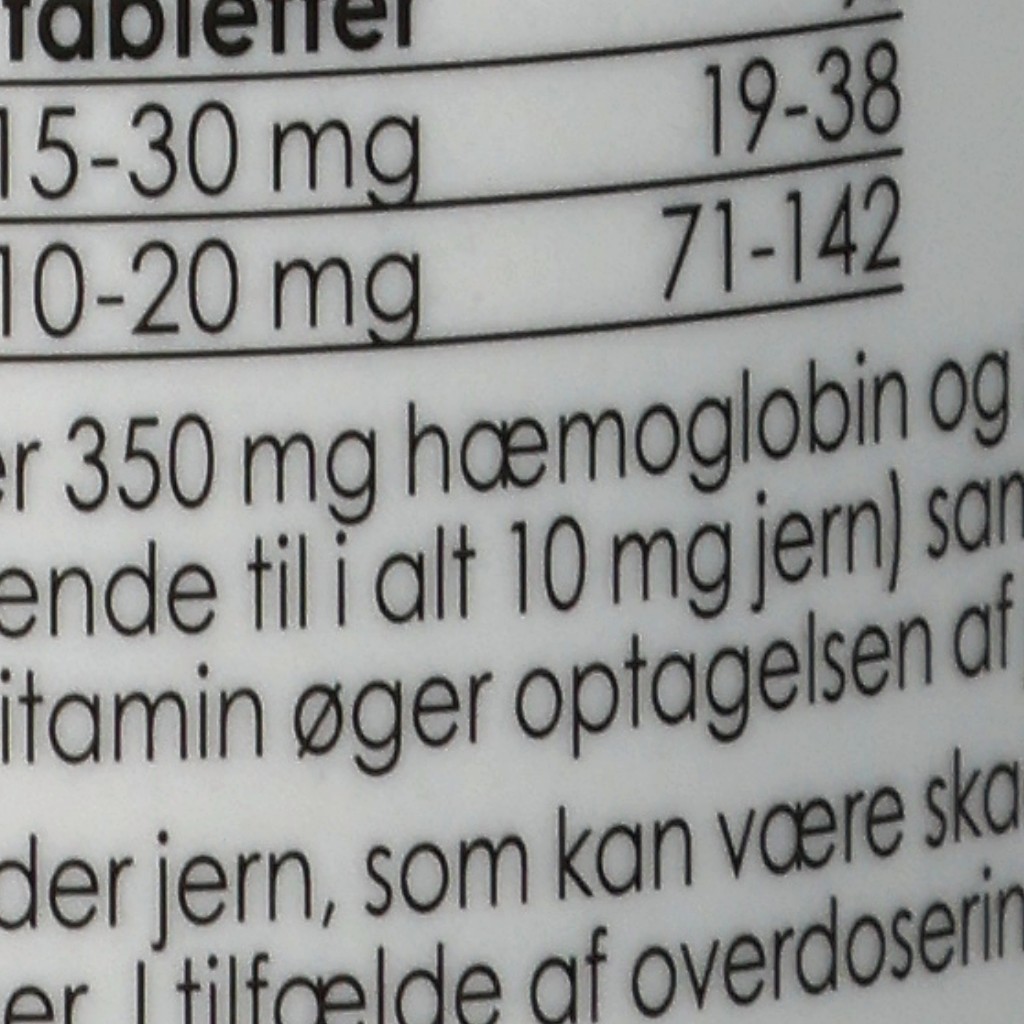 tabletter
15-30 mg 19-38
10-20 mg 71-142
er 350 mg hæmoglobin og
ende til i alt 10 mg jern) sam
itamin øger optagelsen af
der jern, som kan være ska
er. I tilfælde af overdoserin